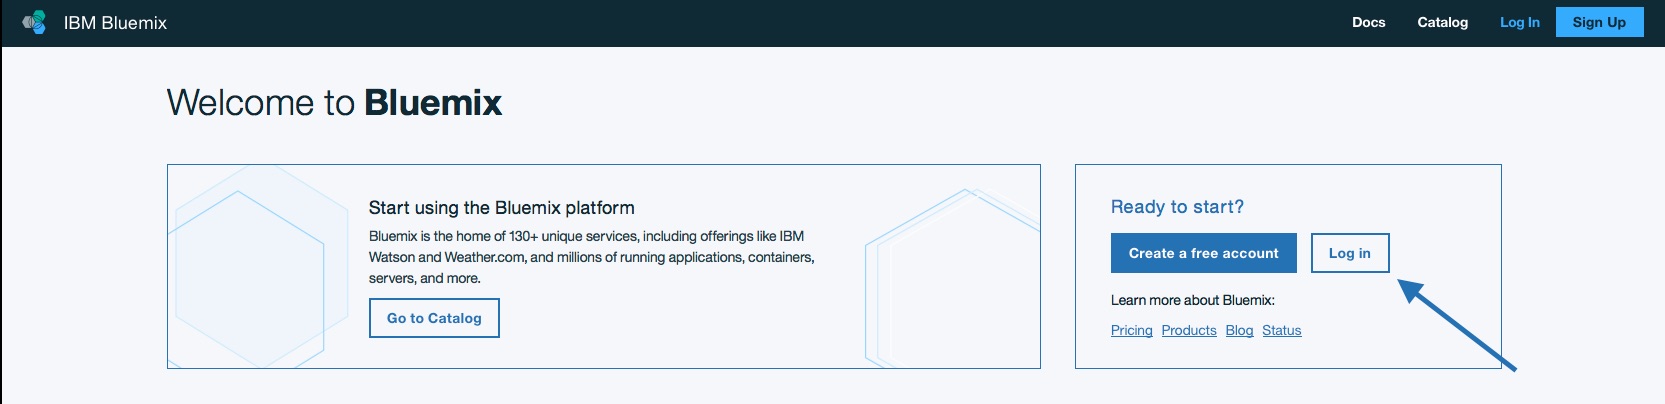 IBM Bluemix
Docs Catalog Log In Sign Up
Welcome to Bluemix
Start using the Bluemix platform
Bluemix is the home of 130+ unique services, including offerings like IBM
Watson and Weather.com, and millions of running applications, containers,
servers, and more.
Go to Catalog
Ready to start?
Create a free account Log in
Learn more about Bluemix:
Pricing Products Blog Status